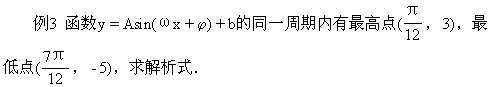 例3 函数y = Asin(ωx + φ) + b的同一周期内有最高点(π/12, 3), 最
低点(7π/12, -5), 求解析式.